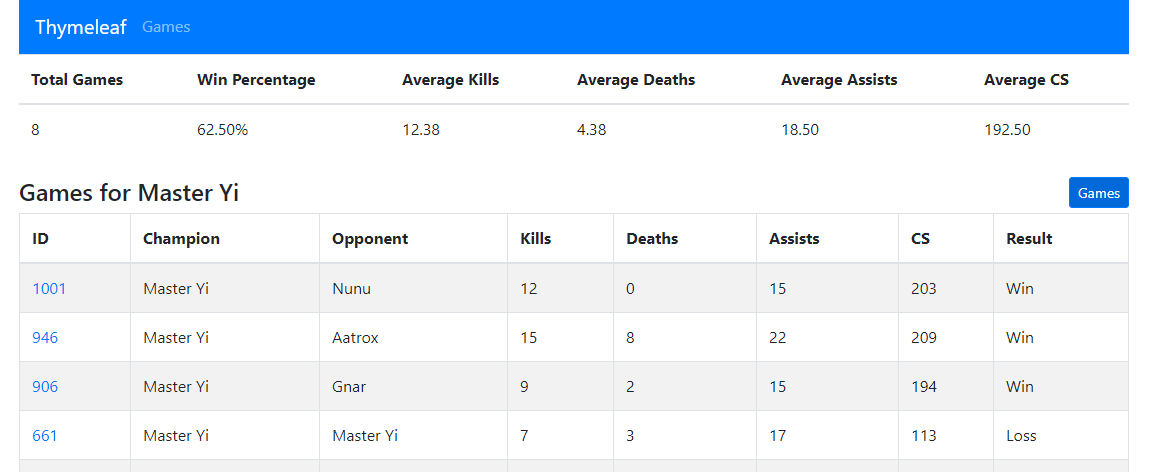 Thymeleaf Games
Total Games Win Percentage Average Kills Average Deaths Average Assists Average CS
8 62.50% 12.38 4.38 18.50 192.50
Games for Master Yi Games
ID Champion Opponent Kills Deaths Assists CS Result
1001 Master Yi Nunu 12 0 15 203 Win
946 Master Yi Aatrox 15 8 22 209 Win
906 Master Yi Gnar 9 2 15 194 Win
661 Master Yi Master Yi 7 3 17 113 Loss